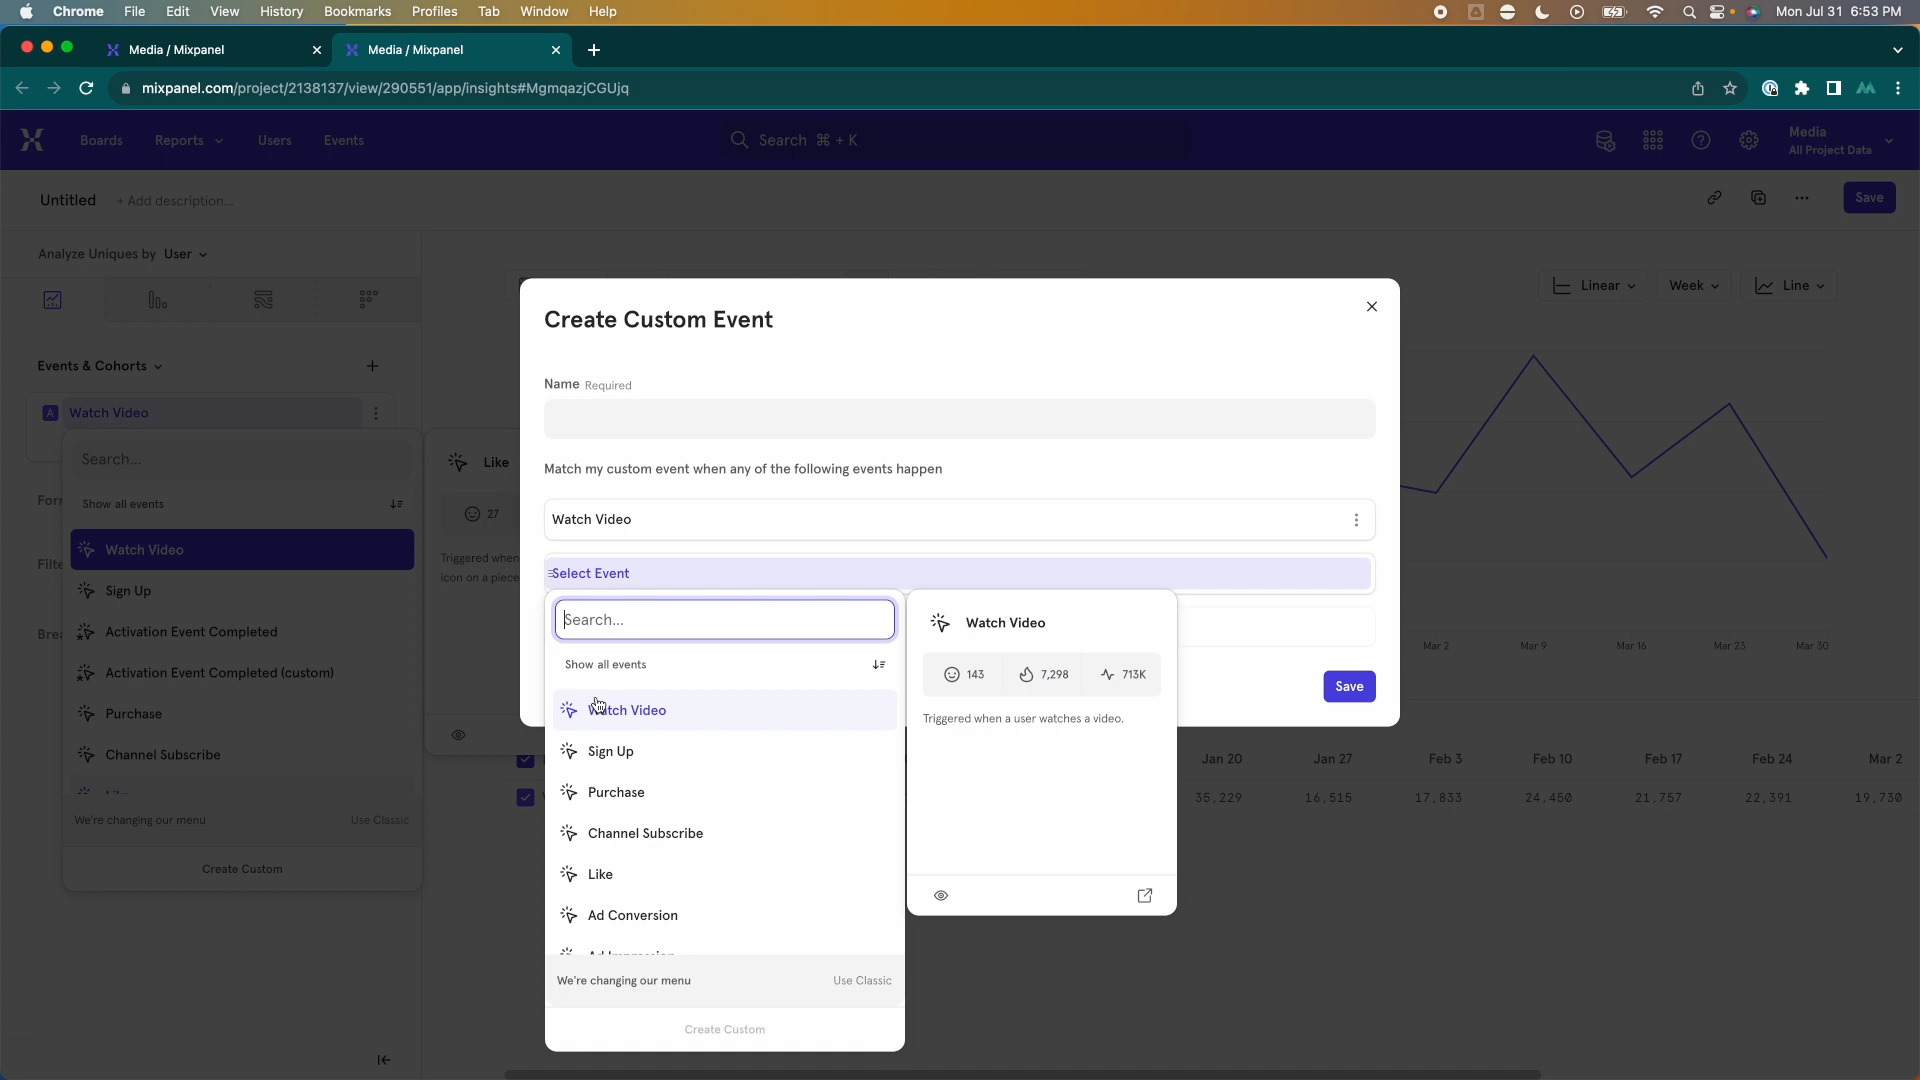 Chrome File Edit View History Bookmarks Profiles Tab Window Help Mon Jul 31 6:53 PM
Media / Mixpanel Media / Mixpanel
mixpanel.com/project/2138137/view/290551/app/insights#MgmqazjCGUjq
Boards Reports Users Events Search ⌘ + K Media
All Project Data
Untitled + Add description... Save
Analyze Uniques by User
Linear Week Line
Create Custom Event
Events & Cohorts
Name Required
A Watch Video
Search...
Like
Match my custom event when any of the following events happen
Show all events
27
Watch Video
Watch Video
Triggered when
icon on a piece
Select Event
Sign Up
Search...
Watch Video
Activation Event Completed
Mar 2 Mar 9 Mar 16 Mar 23 Mar 30
Show all events
143 7,298 713K
Activation Event Completed (custom)
Save
Watch Video
Triggered when a user watches a video.
Purchase
Sign Up
Channel Subscribe
Jan 20 Jan 27 Feb 3 Feb 10 Feb 17 Feb 24 Mar 2
Purchase
35,229 16,515 17,833 24,450 21,757 22,391 19,730
We're changing our menu Use Classic
Channel Subscribe
Create Custom
Like
Ad Conversion
We're changing our menu Use Classic
Create Custom